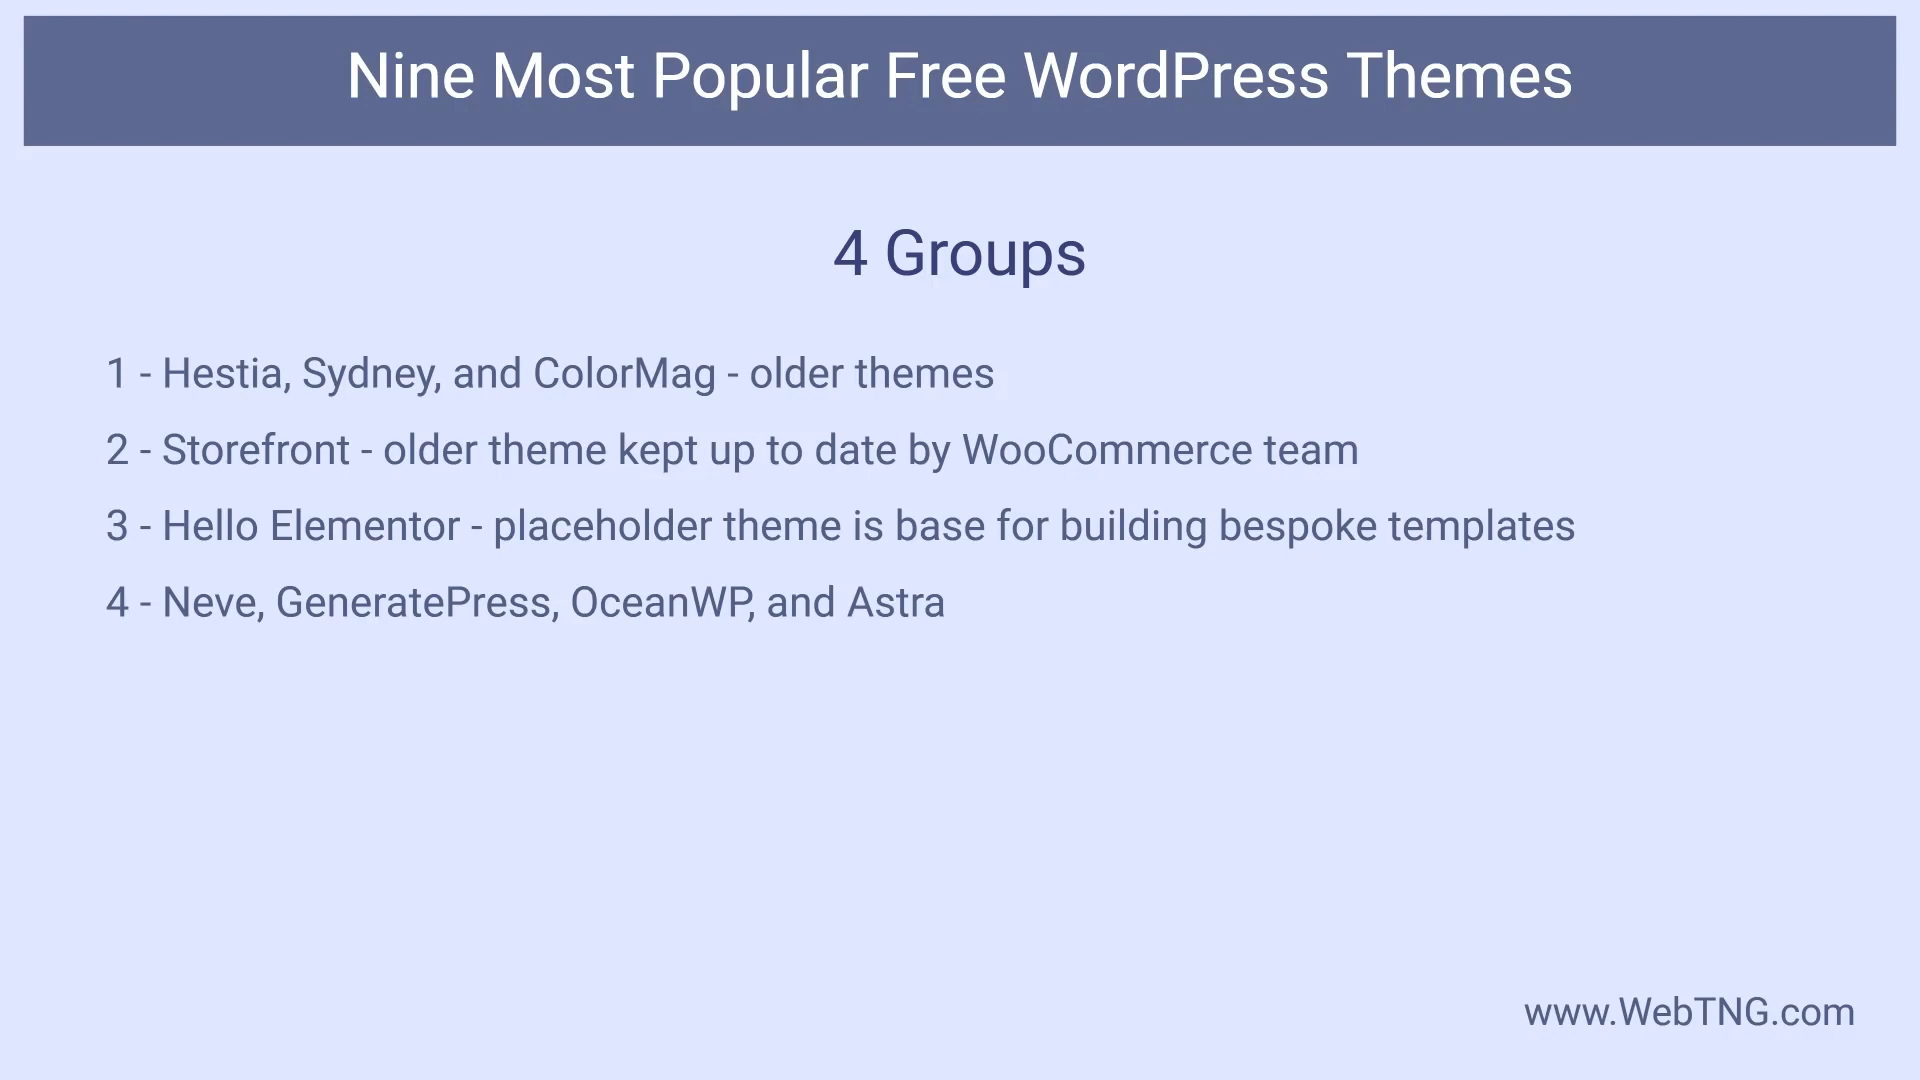 Nine Most Popular Free WordPress Themes
4 Groups
1 - Hestia, Sydney, and ColorMag - older themes
2 - Storefront - older theme kept up to date by WooCommerce team
3 - Hello Elementor - placeholder theme is base for building bespoke templates
4 - Neve, GeneratePress, OceanWP, and Astra
www.WebTNG.com